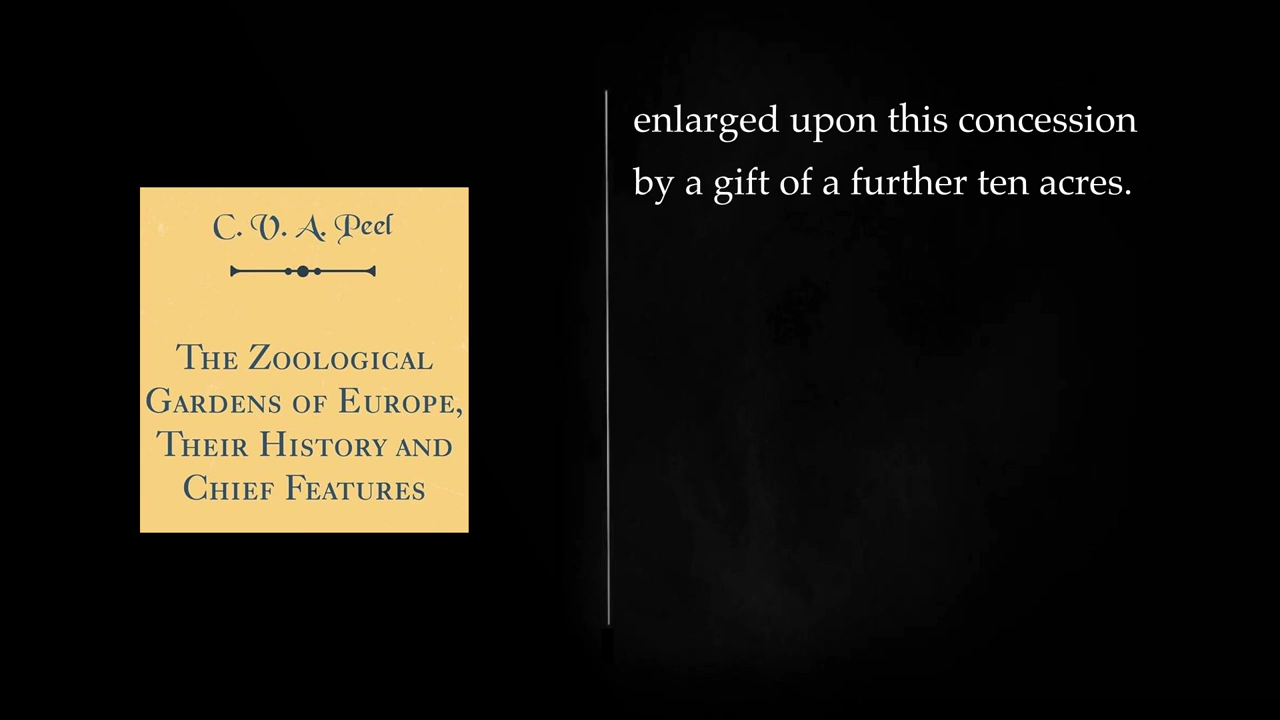 C. V. A. Peel
The Zoological
Gardens of Europe,
Their History and
Chief Features
enlarged upon this concession
by a gift of a further ten acres.